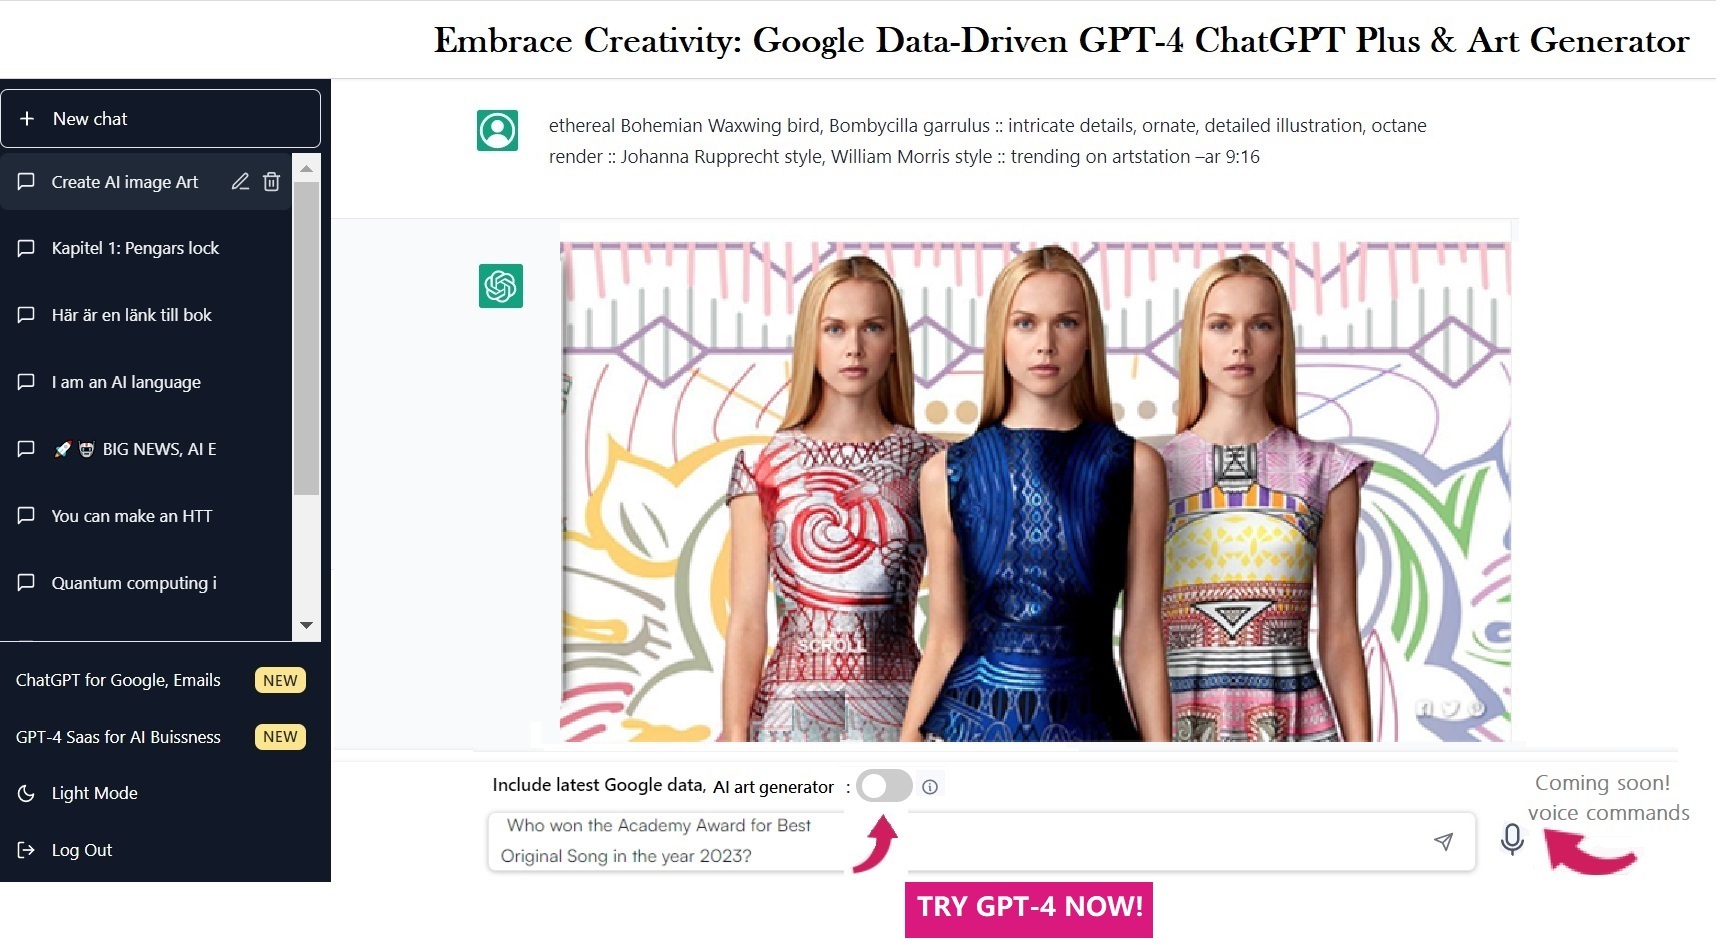 Embrace Creativity: Google Data-Driven GPT-4 ChatGPT Plus & Art Generator
New chat
Create AI image Art
Kapitel 1: Pengars lock
Här är en länk till bok
I am an AI language
🚀 🤖 BIG NEWS, AI E
You can make an HTT
Quantum computing i
ChatGPT for Google, Emails NEW
GPT-4 Saas for AI Buissness NEW
Light Mode
Log Out
ethereal Bohemian Waxwing bird, Bombycilla garrulus :: intricate details, ornate, detailed illustration, octane
render :: Johanna Rupprecht style, William Morris style :: trending on artstation –ar 9:16
SCROLL
Include latest Google data, AI art generator :
Who won the Academy Award for Best
Original Song in the year 2023?
Coming soon!
voice commands
TRY GPT-4 NOW!